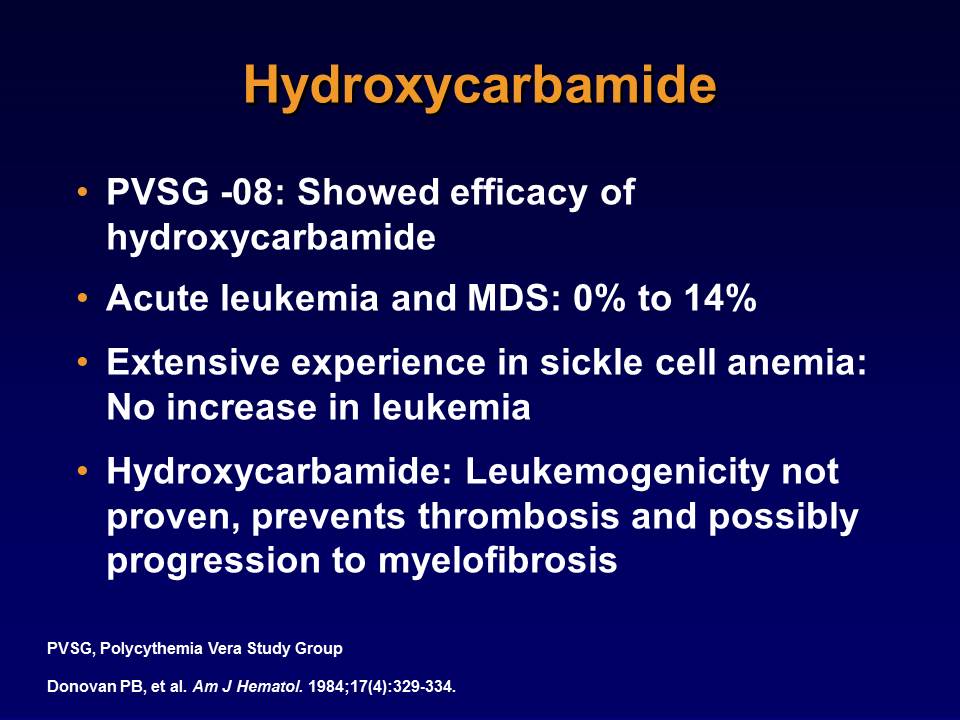 Hydroxycarbamide
• PVSG -08: Showed efficacy of
hydroxycarbamide
• Acute leukemia and MDS: 0% to 14%
• Extensive experience in sickle cell anemia:
No increase in leukemia
• Hydroxycarbamide: Leukemogenicity not
proven, prevents thrombosis and possibly
progression to myelofibrosis
PVSG, Polycythemia Vera Study Group
Donovan PB, et al. Am J Hematol. 1984;17(4):329-334.